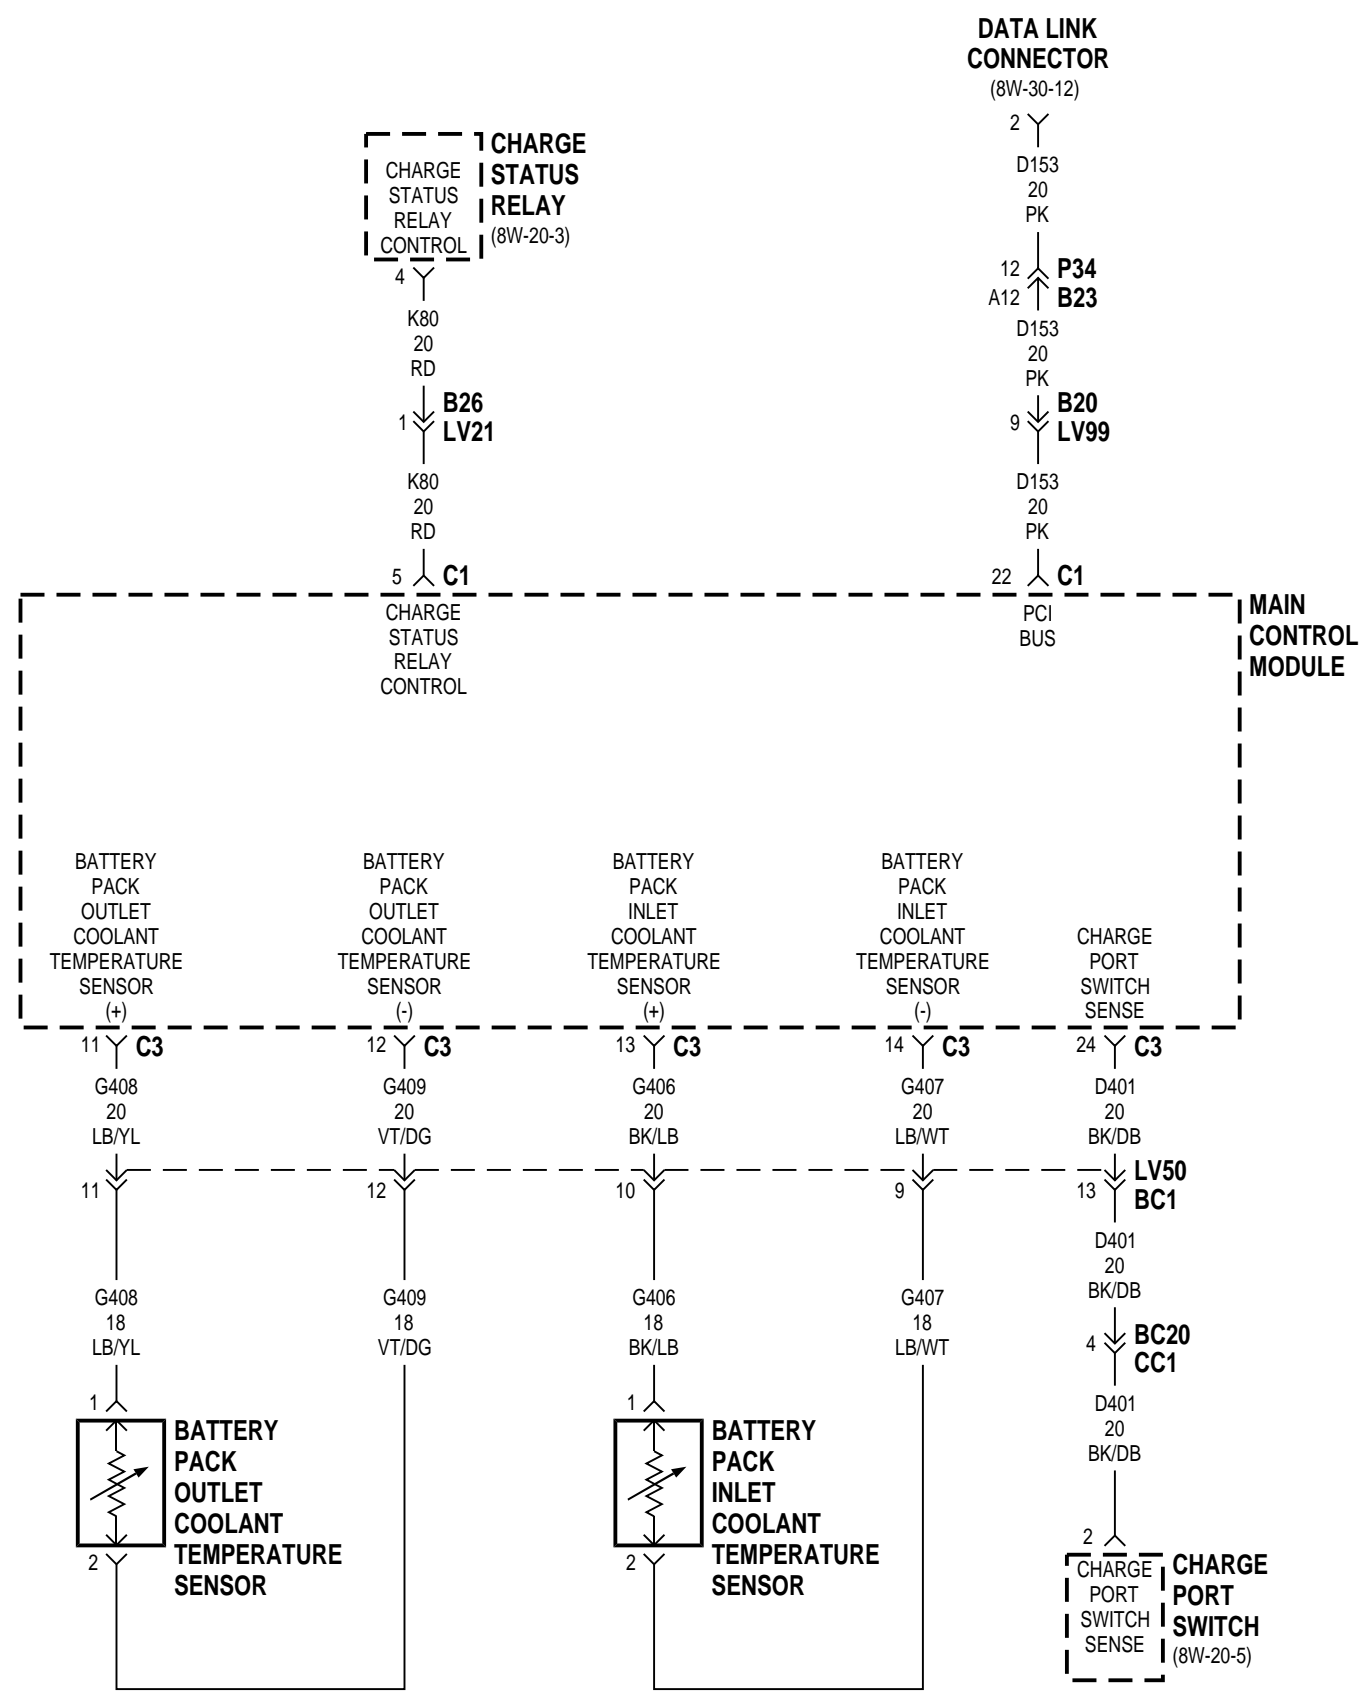 DATA LINK
CONNECTOR
(8W-30-12)
2
D153
20
PK
12
P34
A12
B23
D153
20
PK
B20
9
LV99
D153
20
PK
22
C1
CHARGE
STATUS
RELAY
CONTROL
CHARGE
STATUS
RELAY
(8W-20-3)
4
K80
20
RD
B26
1
LV21
K80
20
RD
5
C1
MAIN
CONTROL
MODULE
CHARGE
STATUS
RELAY
CONTROL
PCI
BUS
BATTERY
PACK
OUTLET
COOLANT
TEMPERATURE
SENSOR
(+)
BATTERY
PACK
OUTLET
COOLANT
TEMPERATURE
SENSOR
(-)
BATTERY
PACK
INLET
COOLANT
TEMPERATURE
SENSOR
(+)
BATTERY
PACK
INLET
COOLANT
TEMPERATURE
SENSOR
(-)
CHARGE
PORT
SWITCH
SENSE
11
C3
G408
20
LB/YL
11
G408
18
LB/YL
1
BATTERY
PACK
OUTLET
COOLANT
TEMPERATURE
SENSOR
2
12
C3
G409
20
VT/DG
12
G409
18
VT/DG
13
C3
G406
20
BK/LB
10
G406
18
BK/LB
1
BATTERY
PACK
INLET
COOLANT
TEMPERATURE
SENSOR
2
14
C3
G407
20
LB/WT
9
G407
18
LB/WT
24
C3
D401
20
BK/DB
LV50
13
BC1
D401
20
BK/DB
BC20
4
CC1
D401
20
BK/DB
2
CHARGE
PORT
SWITCH
SENSE
CHARGE
PORT
SWITCH
(8W-20-5)